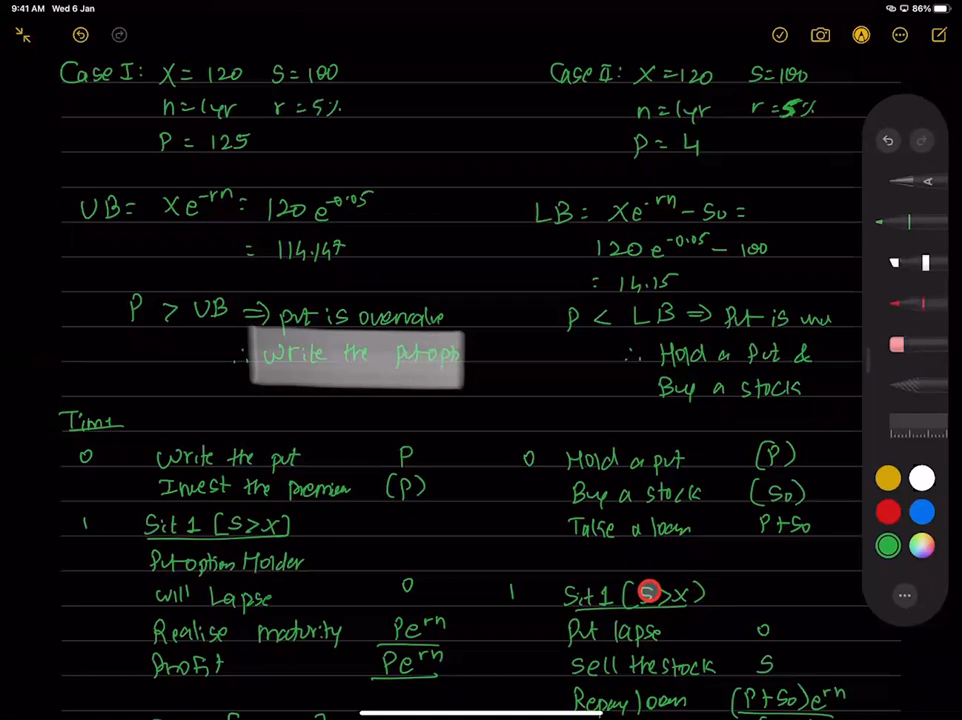 9:41 AM Wed 6 Jan
86%
Case I: X = 120 S = 100
n = 1yr r = 5%
P = 125
UB = Xe^-rn = 120 e^-0.05
= 114.147
P > UB ⇒ put is overvalue
∴ Write the put opt
Case II: X = 120 S = 100
n = 1yr r = 5%
P = 4
LB = Xe^-rn - S0 =
120 e^-0.05 - 100
= 14.15
P < LB ⇒ Put is
∴ Hold a Put &
Buy a stock
Time
0 Write the put P
Invest the premium (P)
1 Sit 1 [S>X]
Put option Holder
will Lapse 0
Realise maturity Pe^rn
Profit Pe^rn
0 Hold a put (P)
Buy a stock (S0)
Take a loan P+S0
1 Sit 1 (S>X)
Put lapse 0
Sell the stock S
Repay loan (P+S0)e^rn
A